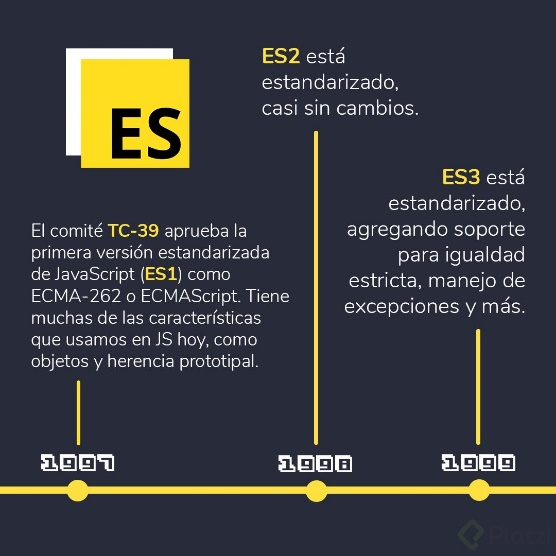 ES
El comité TC-39 aprueba la
primera versión estandarizada
de JavaScript (ES1) como
ECMA-262 o ECMAScript. Tiene
muchas de las características
que usamos en JS hoy, como
objetos y herencia prototipal.
1997
ES2 está
estandarizado,
casi sin cambios.
1998
ES3 está
estandarizado,
agregando soporte
para igualdad
estricta, manejo de
excepciones y más.
1999